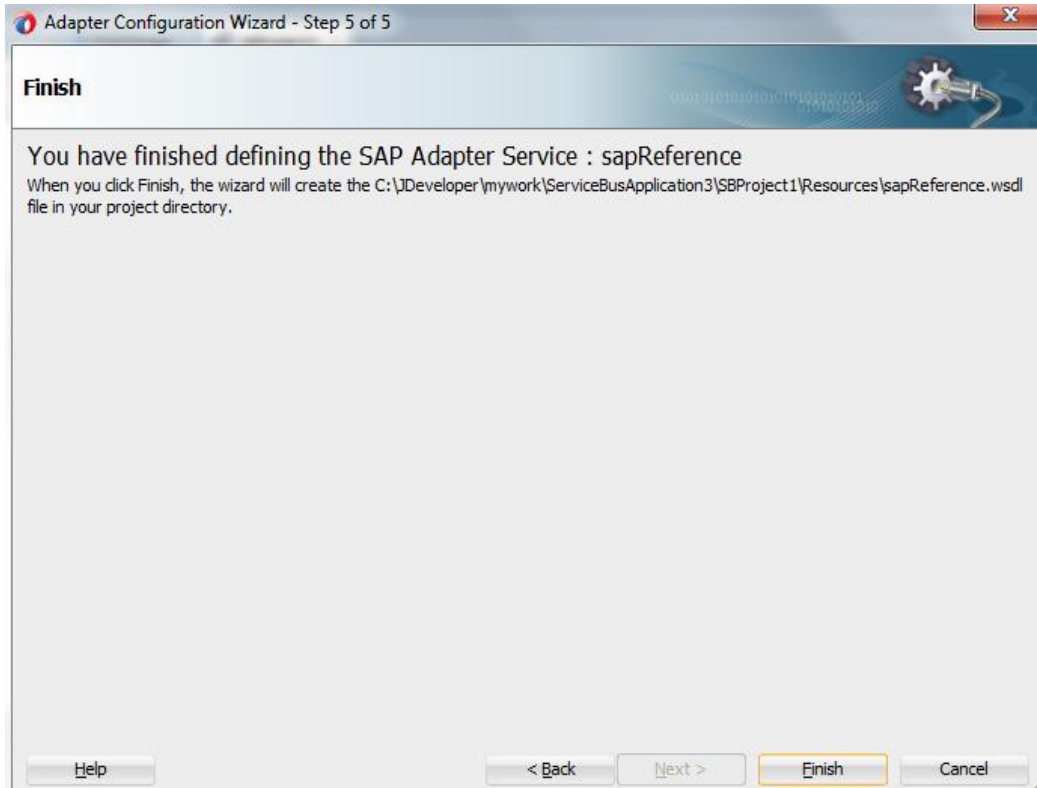 Adapter Configuration Wizard - Step 5 of 5
X
Finish
You have finished defining the SAP Adapter Service : sapReference
When you click Finish, the wizard will create the C:\JDeveloper\mywork\ServiceBusApplication3\SBProject1\Resources\sapReference.wsdl
file in your project directory.
Help
< Back
Next >
Finish
Cancel